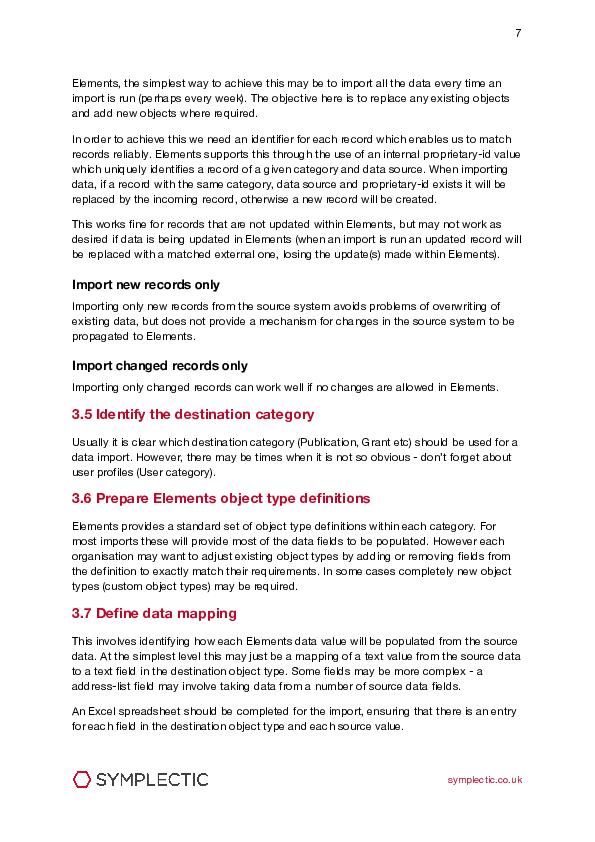 7
Elements, the simplest way to achieve this may be to import all the data every time an
import is run (perhaps every week). The objective here is to replace any existing objects
and add new objects where required.
In order to achieve this we need an identifier for each record which enables us to match
records reliably. Elements supports this through the use of an internal proprietary-id value
which uniquely identifies a record of a given category and data source. When importing
data, if a record with the same category, data source and proprietary-id exists it will be
replaced by the incoming record, otherwise a new record will be created.
This works fine for records that are not updated within Elements, but may not work as
desired if data is being updated in Elements (when an import is run an updated record will
be replaced with a matched external one, losing the update(s) made within Elements).
Import new records only
Importing only new records from the source system avoids problems of overwriting of
existing data, but does not provide a mechanism for changes in the source system to be
propagated to Elements.
Import changed records only
Importing only changed records can work well if no changes are allowed in Elements.
3.5 Identify the destination category
Usually it is clear which destination category (Publication, Grant etc) should be used for a
data import. However, there may be times when it is not so obvious - don't forget about
user profiles (User category).
3.6 Prepare Elements object type definitions
Elements provides a standard set of object type definitions within each category. For
most imports these will provide most of the data fields to be populated. However each
organisation may want to adjust existing object types by adding or removing fields from
the definition to exactly match their requirements. In some cases completely new object
types (custom object types) may be required.
3.7 Define data mapping
This involves identifying how each Elements data value will be populated from the source
data. At the simplest level this may just be a mapping of a text value from the source data
to a text field in the destination object type. Some fields may be more complex - a
address-list field may involve taking data from a number of source data fields.
An Excel spreadsheet should be completed for the import, ensuring that there is an entry
for each field in the destination object type and each source value.
SYMPLECTIC
symplectic.co.uk